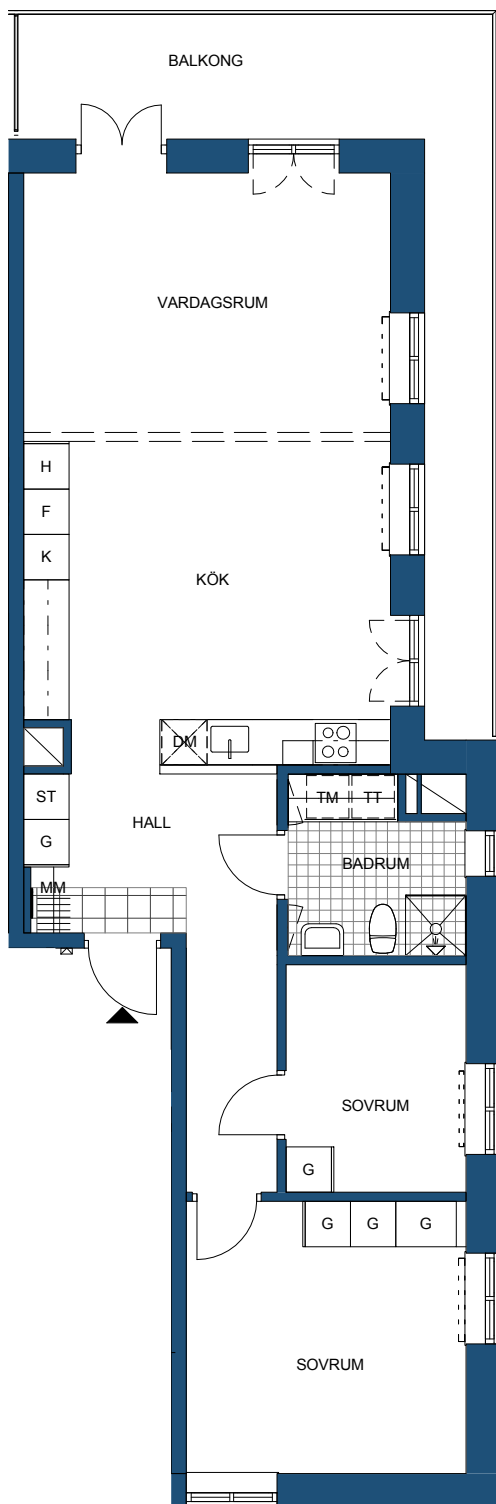 BALKONG
VARDAGSRUM
H
F
K
KÖK
DM
ST
TM TT
HALL
G
BADRUM
MM
SOVRUM
G
G G G
SOVRUM